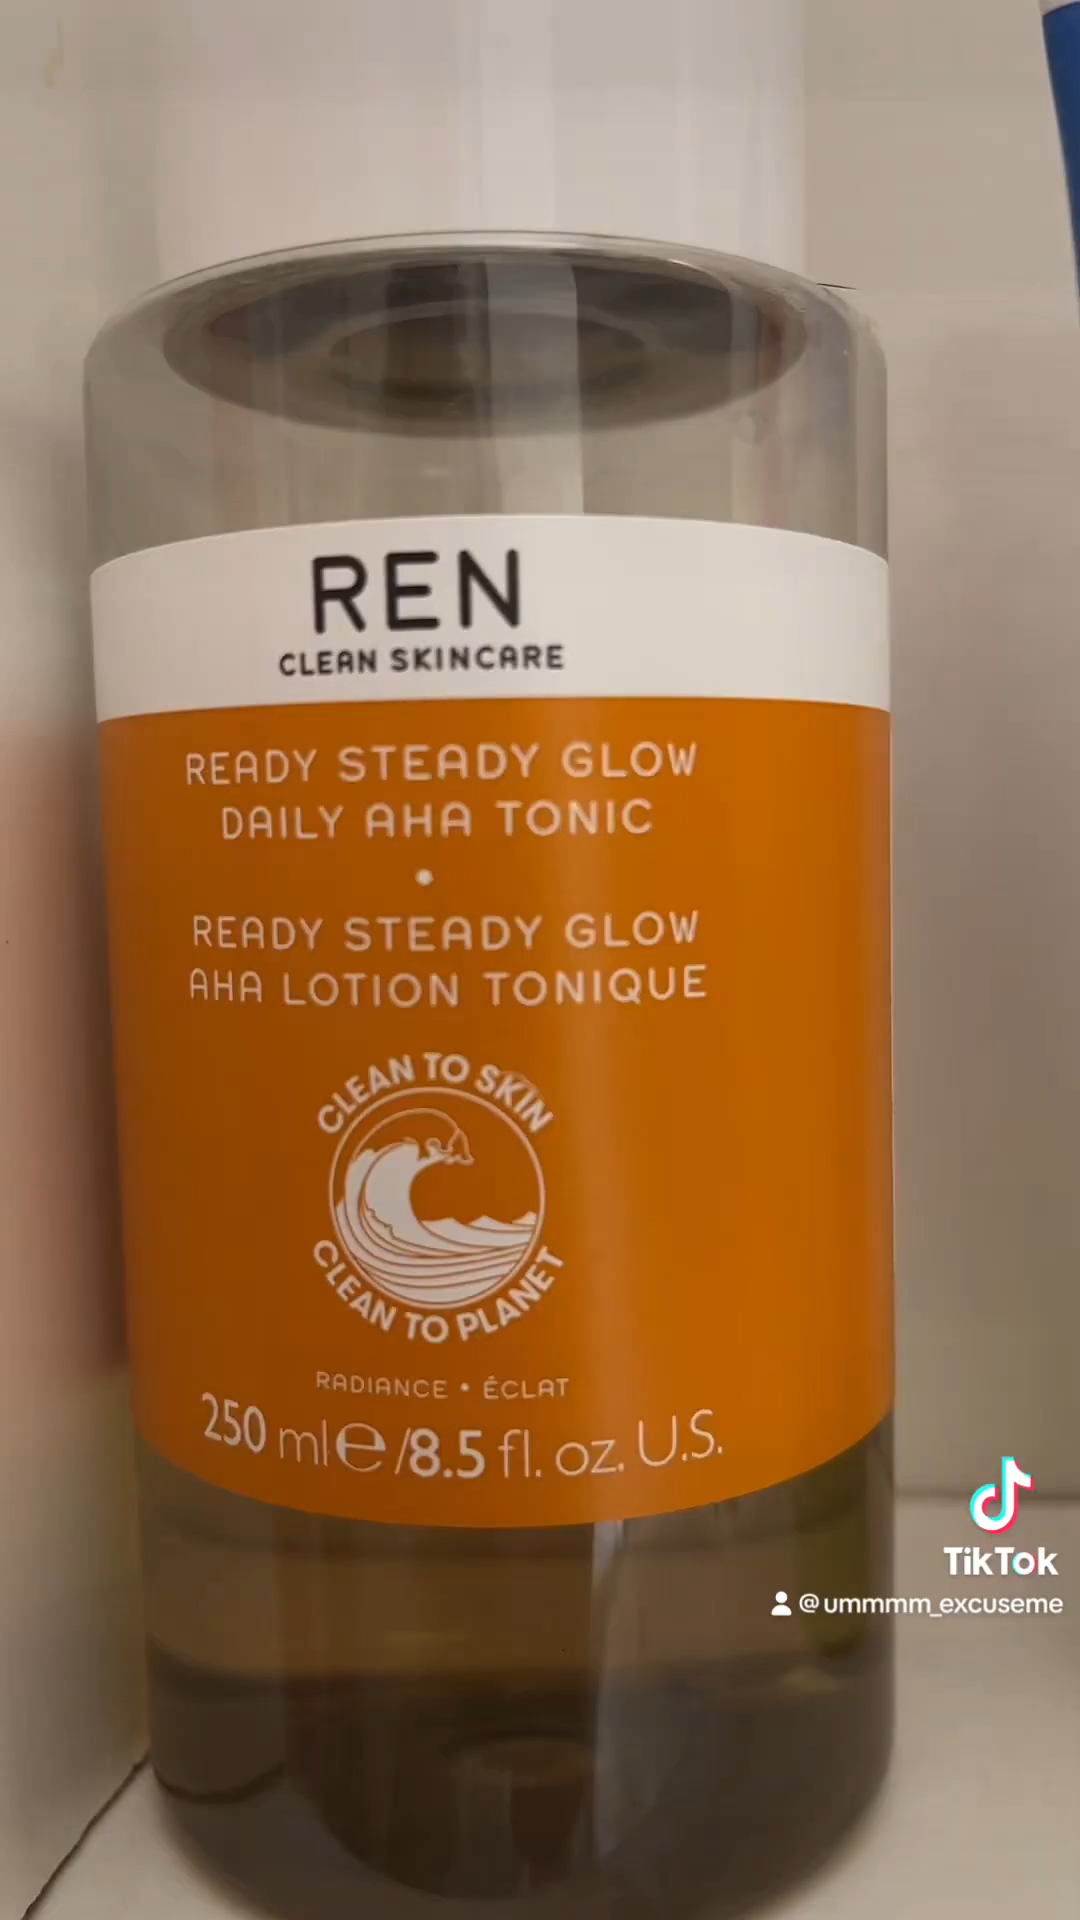 REN
CLEAN SKINCARE
READY STEADY GLOW
DAILY AHA TONIC
•
READY STEADY GLOW
AHA LOTION TONIQUE
CLEAN TO SKIN
CLEAN TO PLANET
RADIANCE • ÉCLAT
250 ml ℮ /8.5 fl. oz. U.S.
TikTok
@ummmm_excuseme